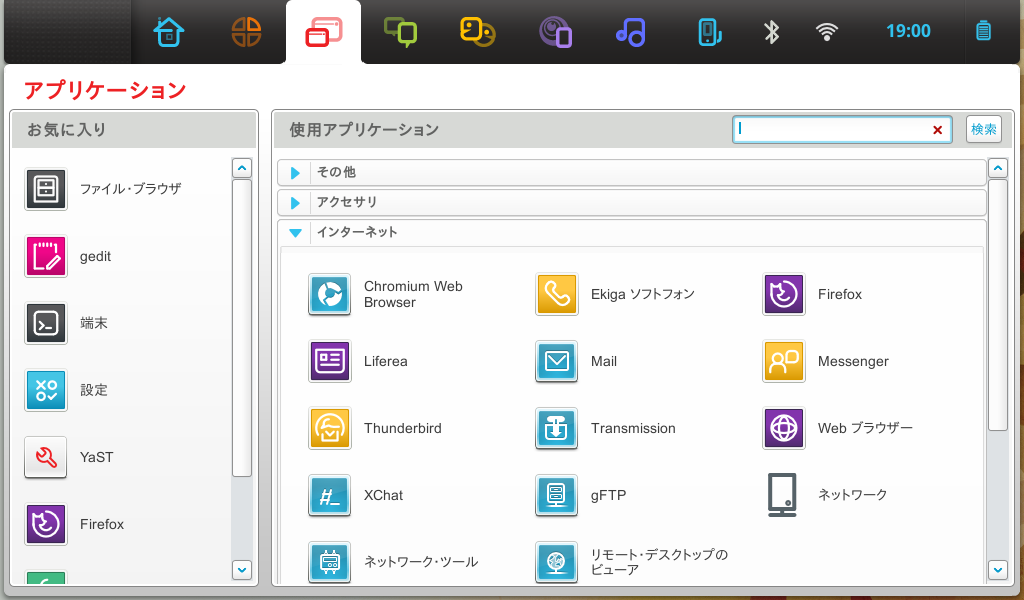 19:00
アプリケーション
お気に入り
ファイル・ブラウザ
gedit
端末
設定
YaST
Firefox
使用アプリケーション
検索
その他
アクセサリ
インターネット
Chromium Web
Browser
Ekiga ソフトフォン
Firefox
Liferea
Mail
Messenger
Thunderbird
Transmission
Web ブラウザー
#_
XChat
gFTP
ネットワーク
ネットワーク・ツール
リモート・デスクトップの
ビューア